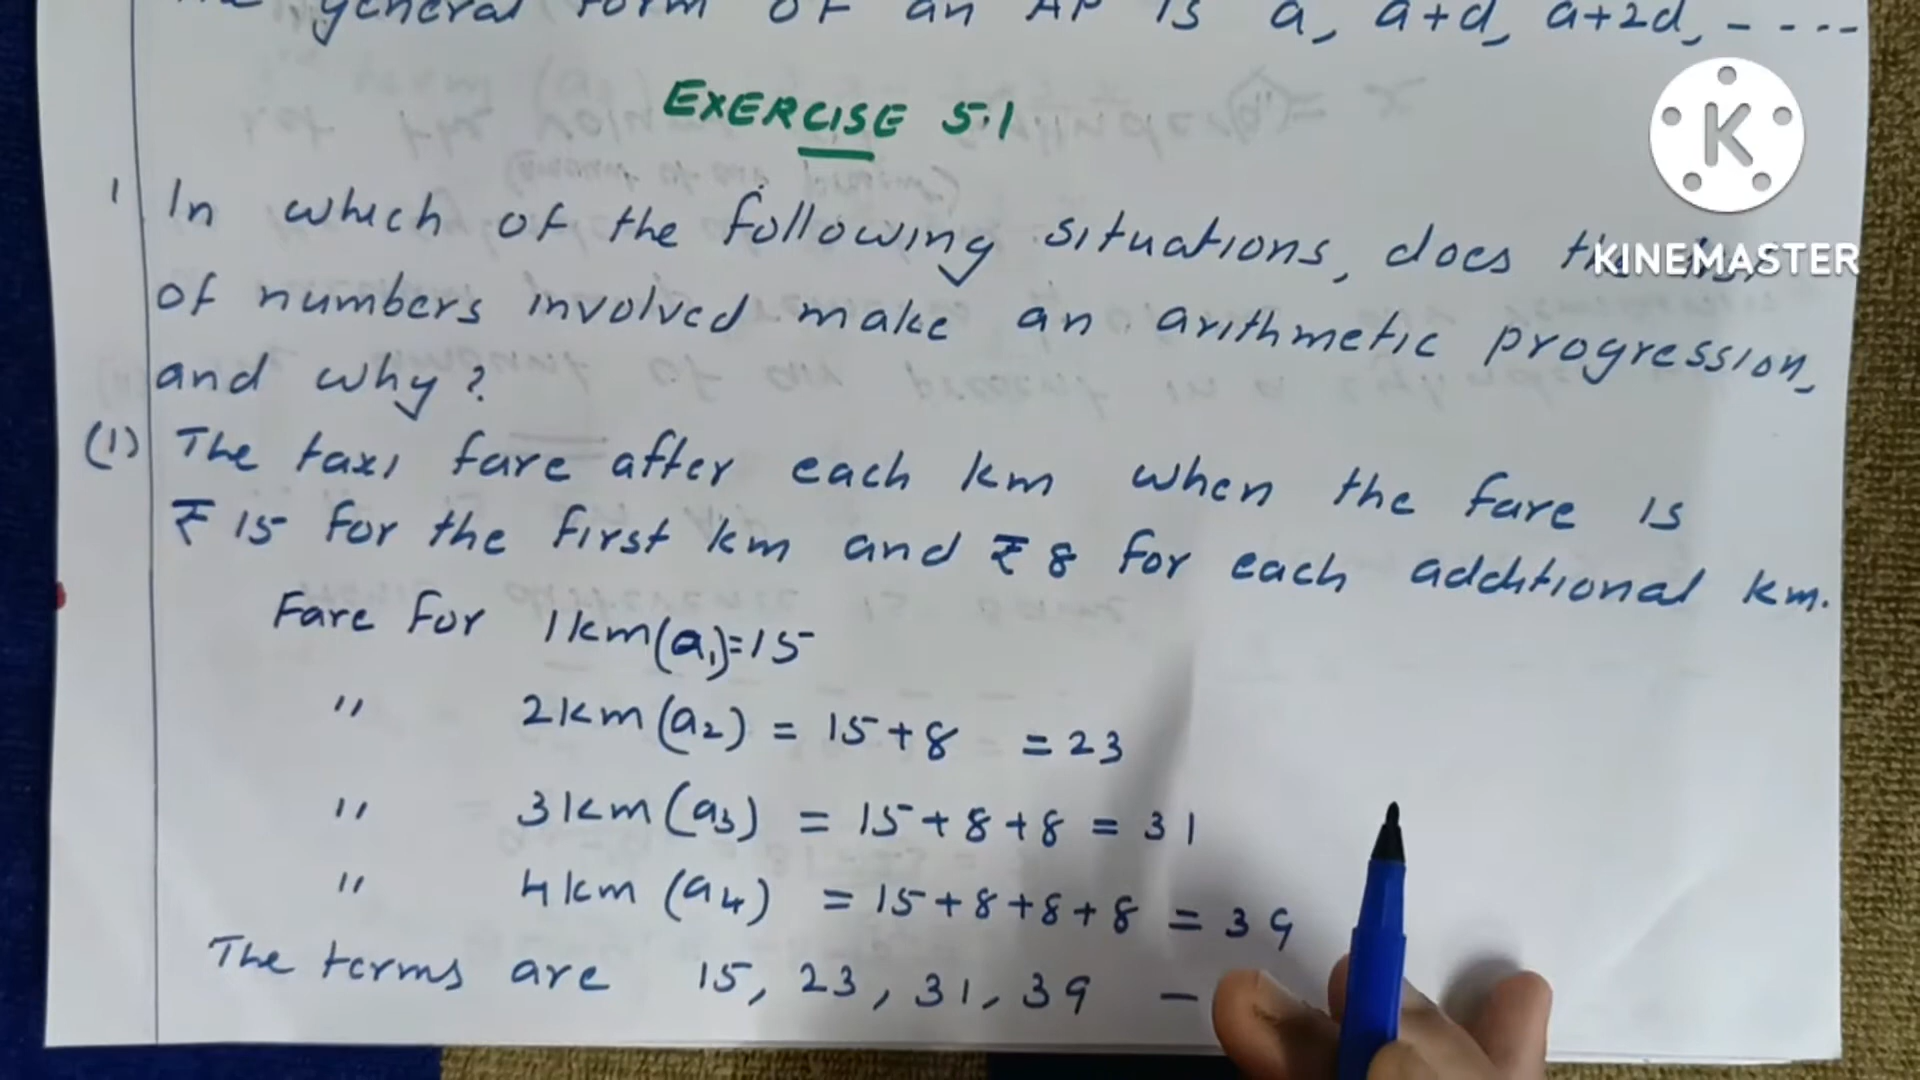 general form of an AP is a, a+d, a+2d, - - - - -
EXERCISE 5.1
1 In which of the following situations, does the
of numbers involved make an arithmetic progression,
and why?
(1) The taxi fare after each km when the fare is
₹ 15 for the first km and ₹ 8 for each additional km.
Fare for 1km(a₁)=15
" 2km(a₂) = 15+8 = 23
" 3km(a₃) = 15+8+8 = 31
" 4km(a₄) = 15+8+8+8 = 39
The terms are 15, 23, 31, 39 -
K
KINEMASTER